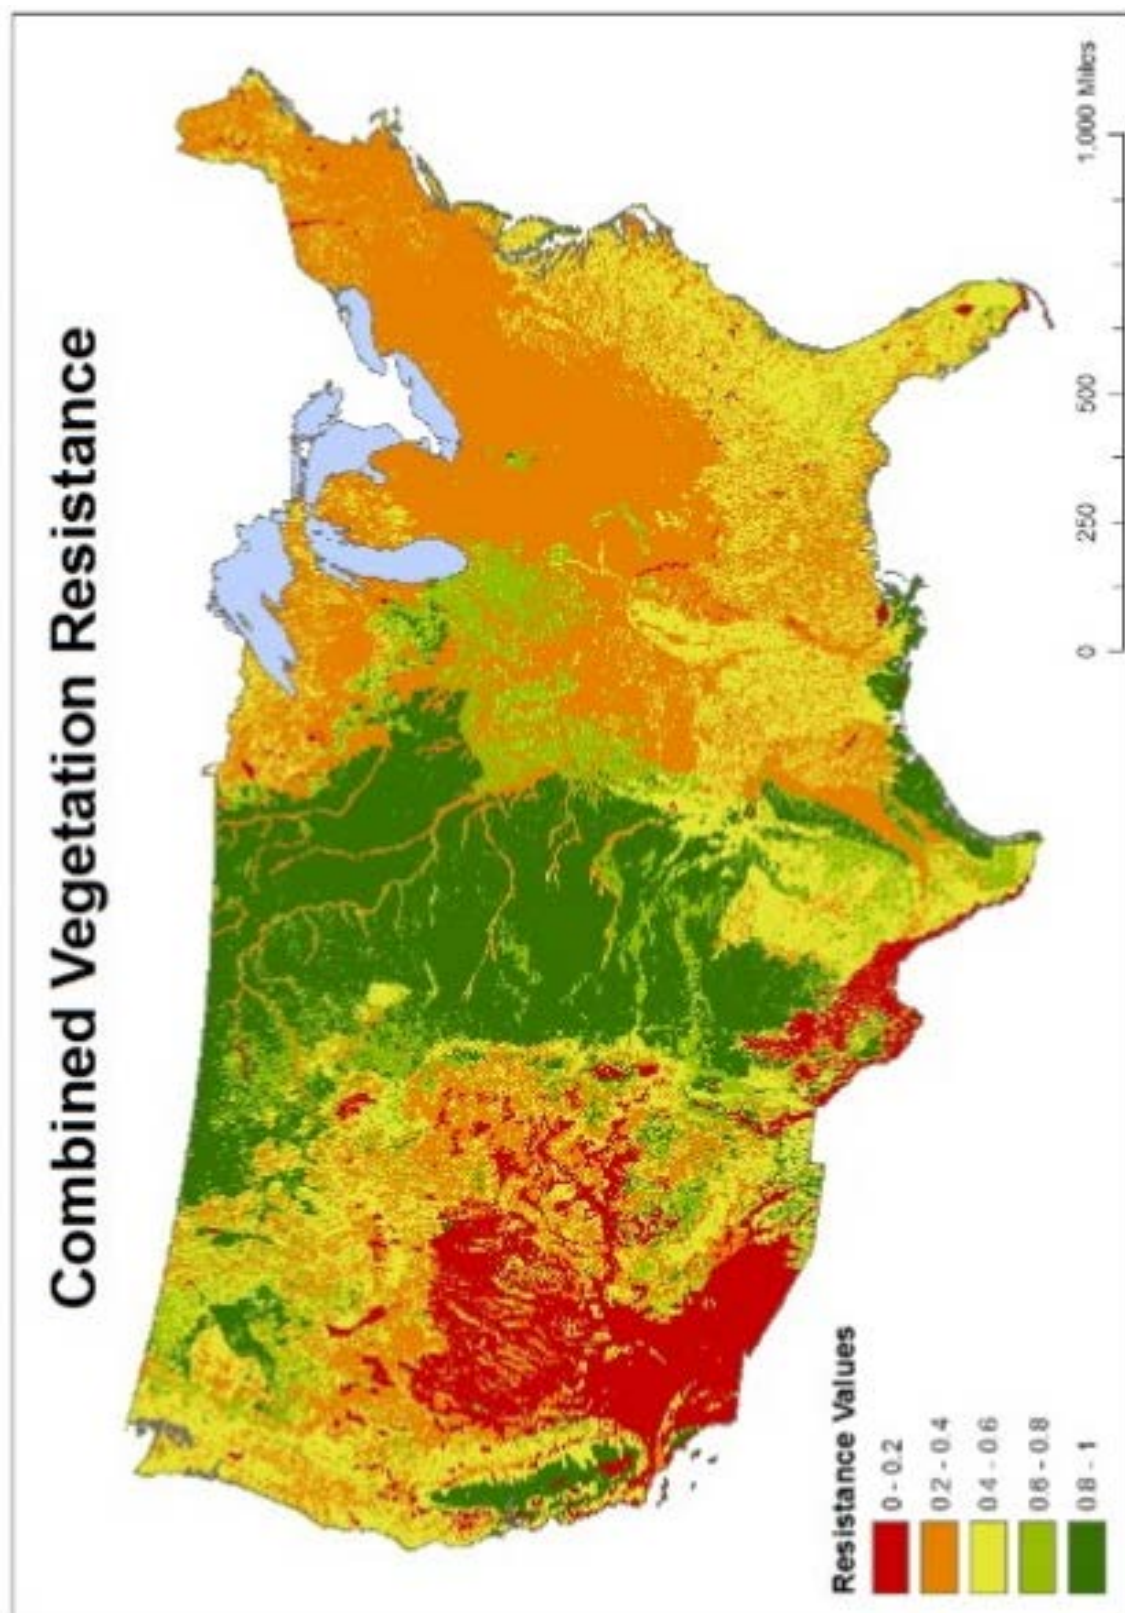 Combined Vegetation Resistance
Resistance Values
0 - 0.2
0.2 - 0.4
0.4 - 0.6
0.6 - 0.8
0.8 - 1
0 250 500 1,000 Miles